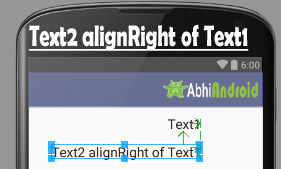 Text2 alignRight of Text1
6:00
AbhiAndroid
Text1
Text2 alignRight of Text1